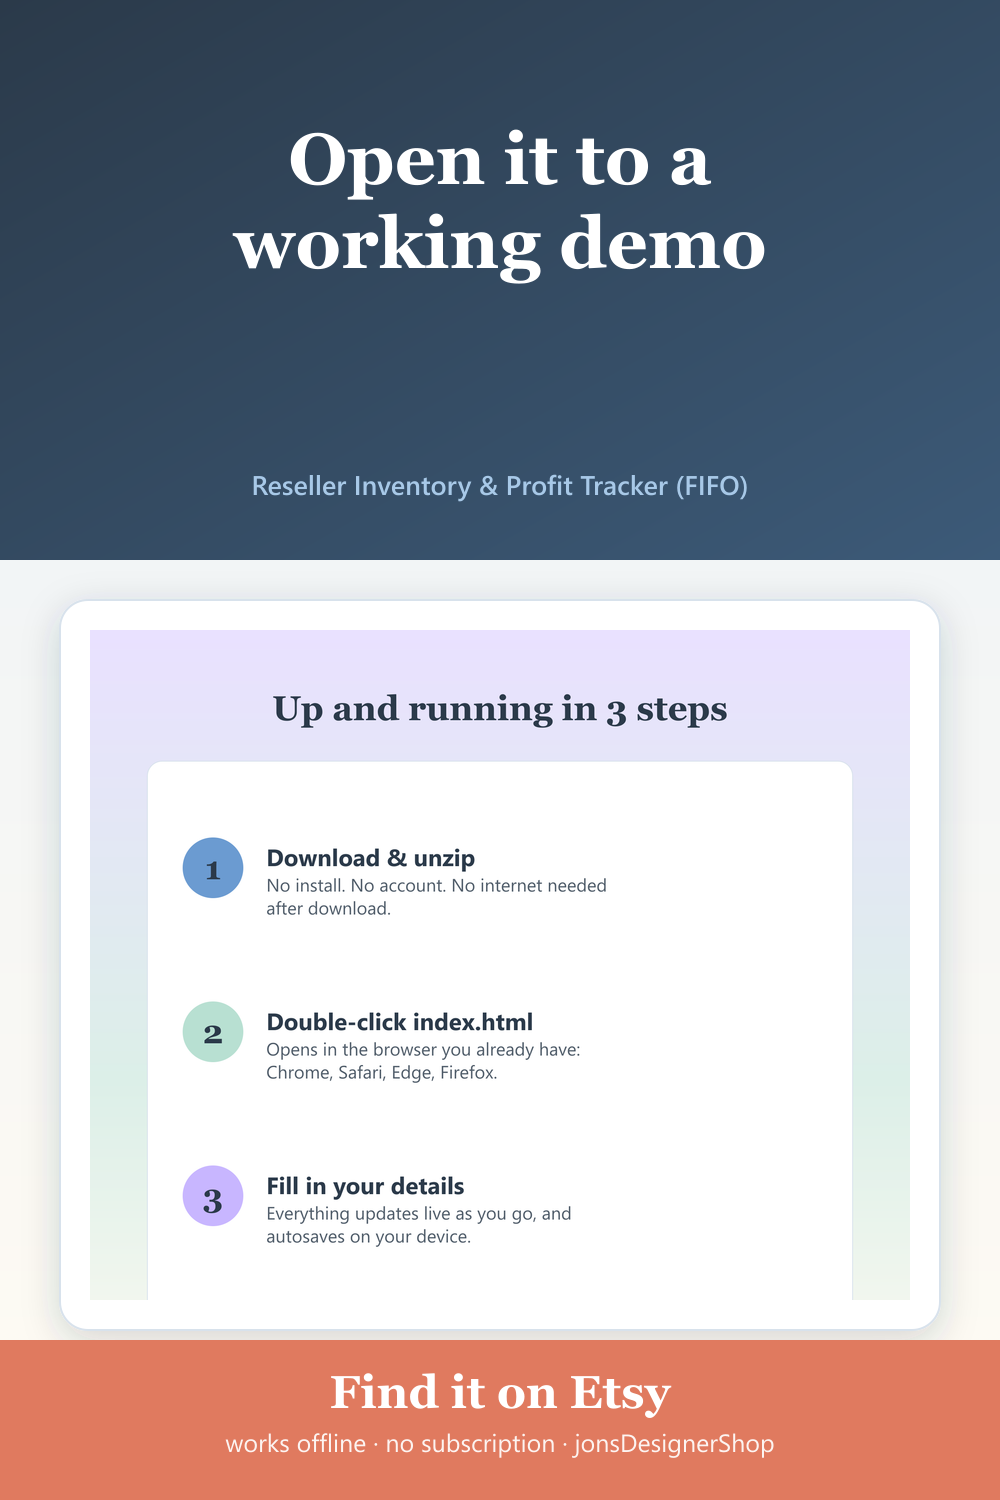 Open it to a
working demo
Reseller Inventory & Profit Tracker (FIFO)
Up and running in 3 steps
1
Download & unzip
No install. No account. No internet needed
after download.
2
Double-click index.html
Opens in the browser you already have:
Chrome, Safari, Edge, Firefox.
3
Fill in your details
Everything updates live as you go, and
autosaves on your device.
Find it on Etsy
works offline · no subscription · jonsDesignerShop